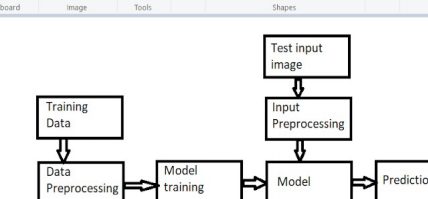 board Image Tools Shapes
Test input
image
Training
Data
Input
Preprocessing
Data
Preprocessing
Model
training
Model
Predictio